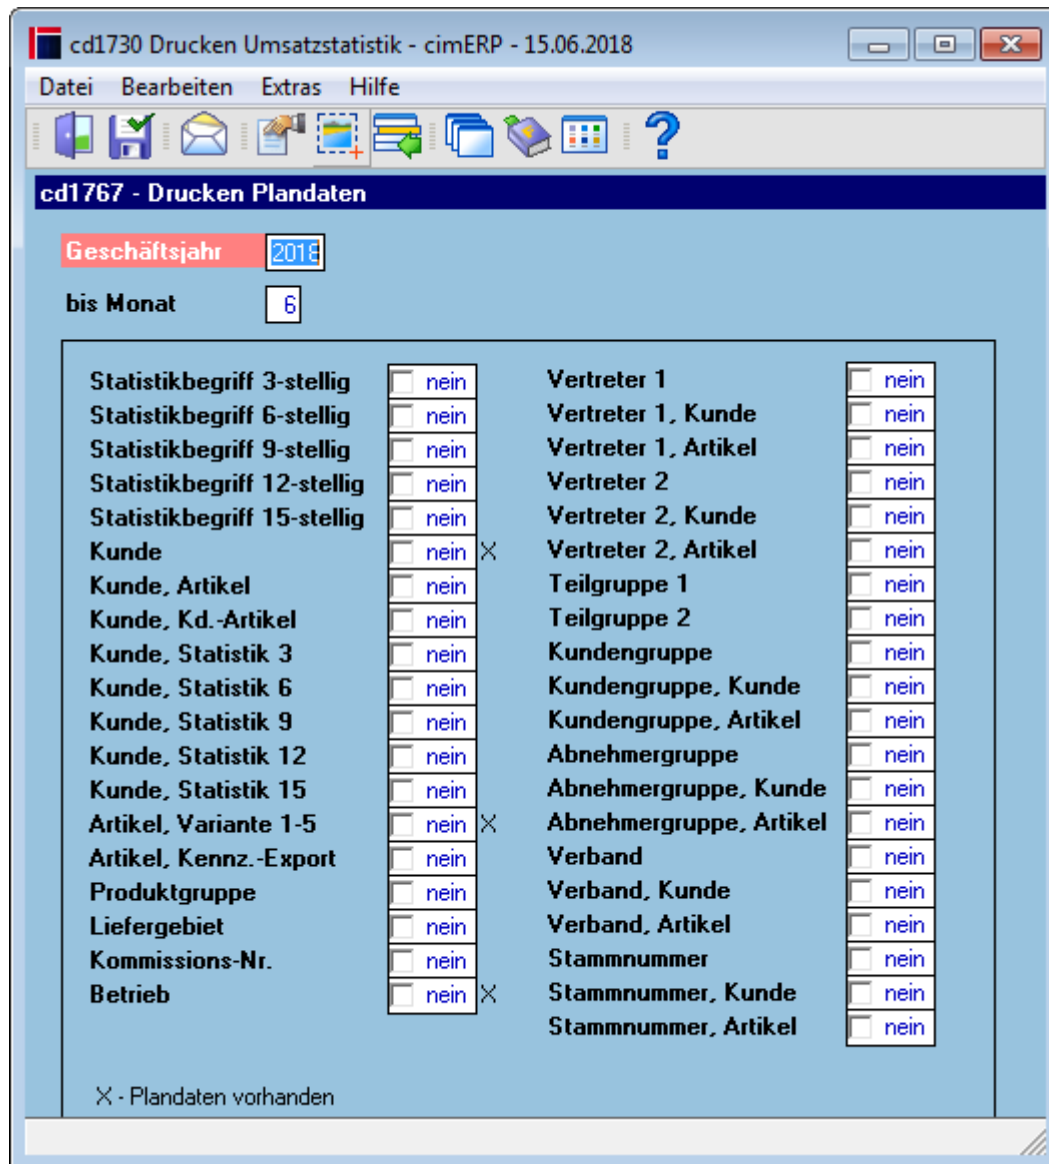 cd1730 Drucken Umsatzstatistik - cimERP - 15.06.2018
Datei Bearbeiten Extras Hilfe
cd1767 - Drucken Plandaten
Geschäftsjahr 2018
bis Monat 6
Statistikbegriff 3-stellig nein
Statistikbegriff 6-stellig nein
Statistikbegriff 9-stellig nein
Statistikbegriff 12-stellig nein
Statistikbegriff 15-stellig nein
Kunde nein X
Kunde, Artikel nein
Kunde, Kd.-Artikel nein
Kunde, Statistik 3 nein
Kunde, Statistik 6 nein
Kunde, Statistik 9 nein
Kunde, Statistik 12 nein
Kunde, Statistik 15 nein
Artikel, Variante 1-5 nein X
Artikel, Kennz.-Export nein
Produktgruppe nein
Liefergebiet nein
Kommissions-Nr. nein
Betrieb nein X
Vertreter 1 nein
Vertreter 1, Kunde nein
Vertreter 1, Artikel nein
Vertreter 2 nein
Vertreter 2, Kunde nein
Vertreter 2, Artikel nein
Teilgruppe 1 nein
Teilgruppe 2 nein
Kundengruppe nein
Kundengruppe, Kunde nein
Kundengruppe, Artikel nein
Abnehmergruppe nein
Abnehmergruppe, Kunde nein
Abnehmergruppe, Artikel nein
Verband nein
Verband, Kunde nein
Verband, Artikel nein
Stammnummer nein
Stammnummer, Kunde nein
Stammnummer, Artikel nein
X - Plandaten vorhanden